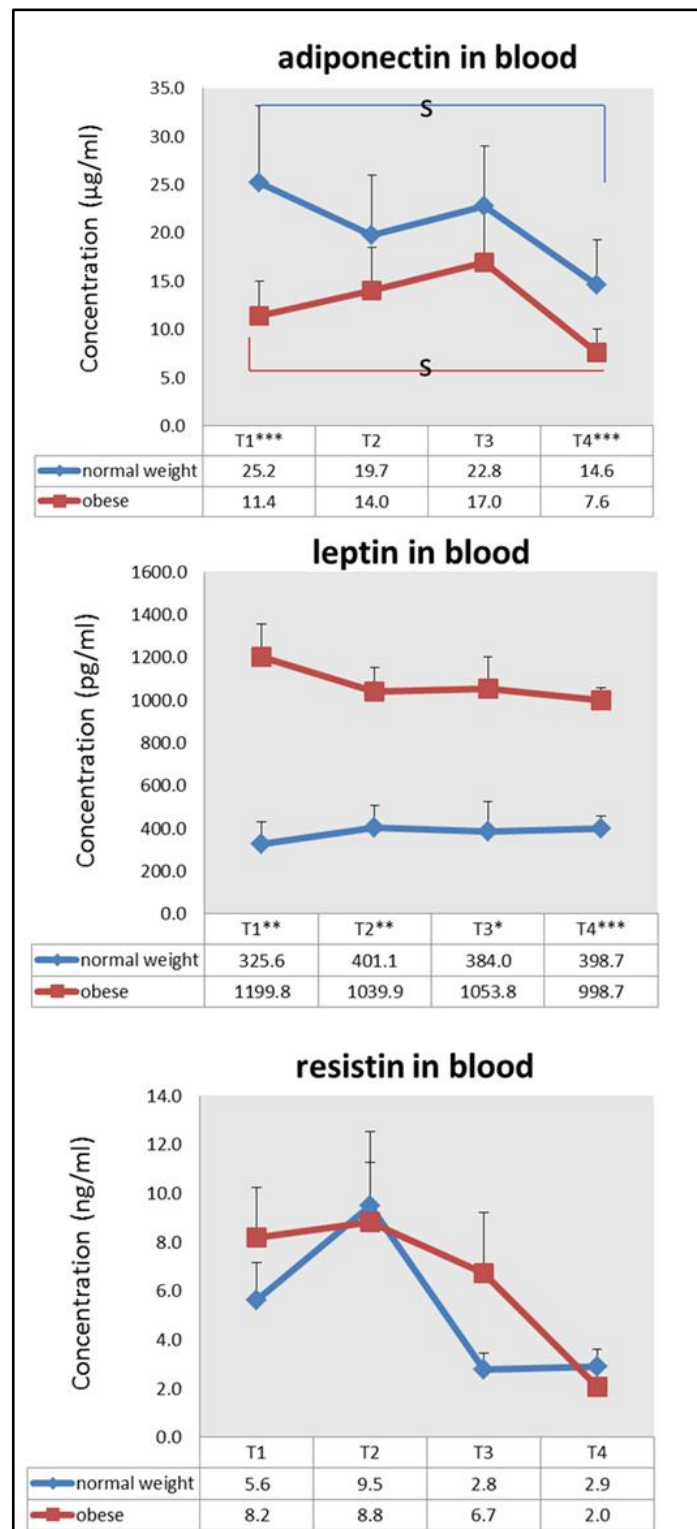 adiponectin in blood
Concentration (µg/ml)
35.0
30.0
25.0
20.0
15.0
10.0
5.0
0.0
S
S
T1*** T2 T3 T4***
normal weight 25.2 19.7 22.8 14.6
obese 11.4 14.0 17.0 7.6
leptin in blood
Concentration (pg/ml)
1600.0
1400.0
1200.0
1000.0
800.0
600.0
400.0
200.0
0.0
T1** T2** T3* T4***
normal weight 325.6 401.1 384.0 398.7
obese 1199.8 1039.9 1053.8 998.7
resistin in blood
Concentration (ng/ml)
14.0
12.0
10.0
8.0
6.0
4.0
2.0
0.0
T1 T2 T3 T4
normal weight 5.6 9.5 2.8 2.9
obese 8.2 8.8 6.7 2.0